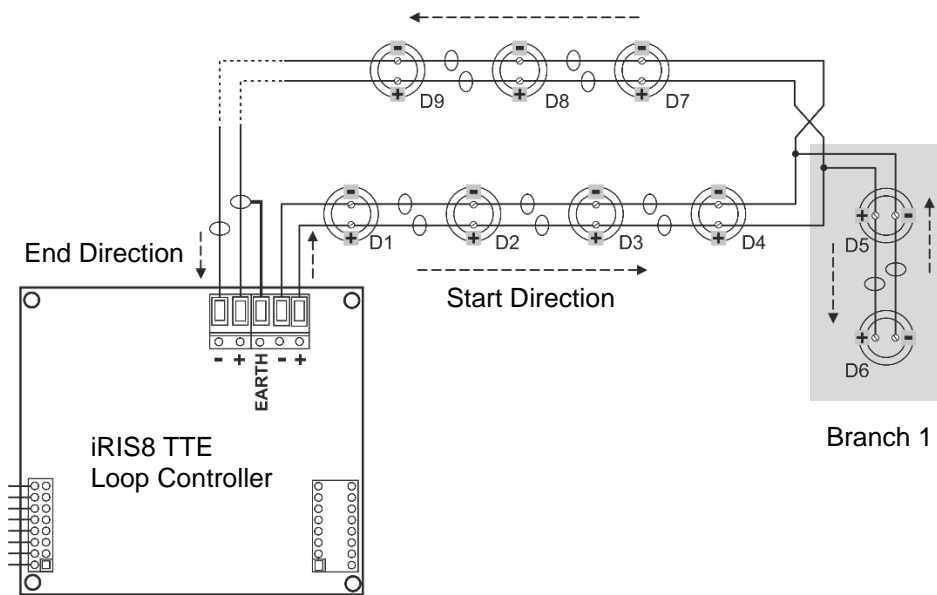 - - -
D9 D8 D7
+ + +
- - - -
D1 D2 D3 D4
+ + + +
+ -
D5
End Direction
Start Direction
+ -
D6
- + EARTH - +
Branch 1
iRIS8 TTE
Loop Controller